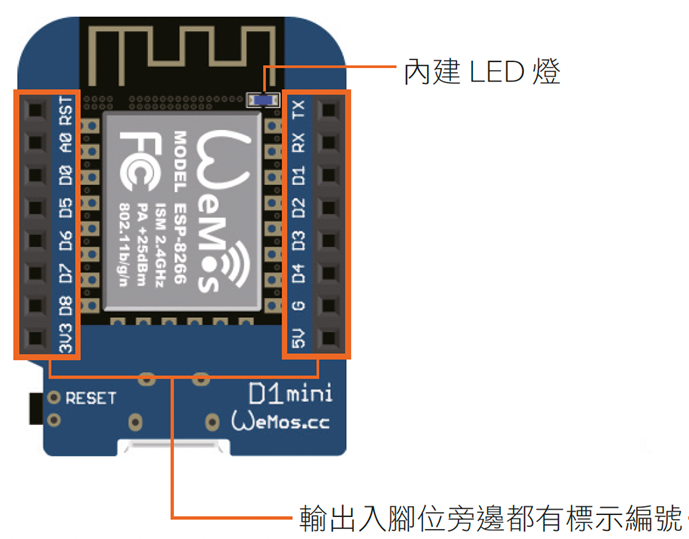 內建 LED 燈
RST
A0
D0
D5
D6
D7
D8
3V3
TX
RX
D1
D2
D3
D4
G
5V
WeMos
MODEL ESP-8266
FC
ISM 2.4GHz
PA +25dBm
802.11b/g/n
RESET
D1 mini
WeMos.cc
輸出入腳位旁邊都有標示編號